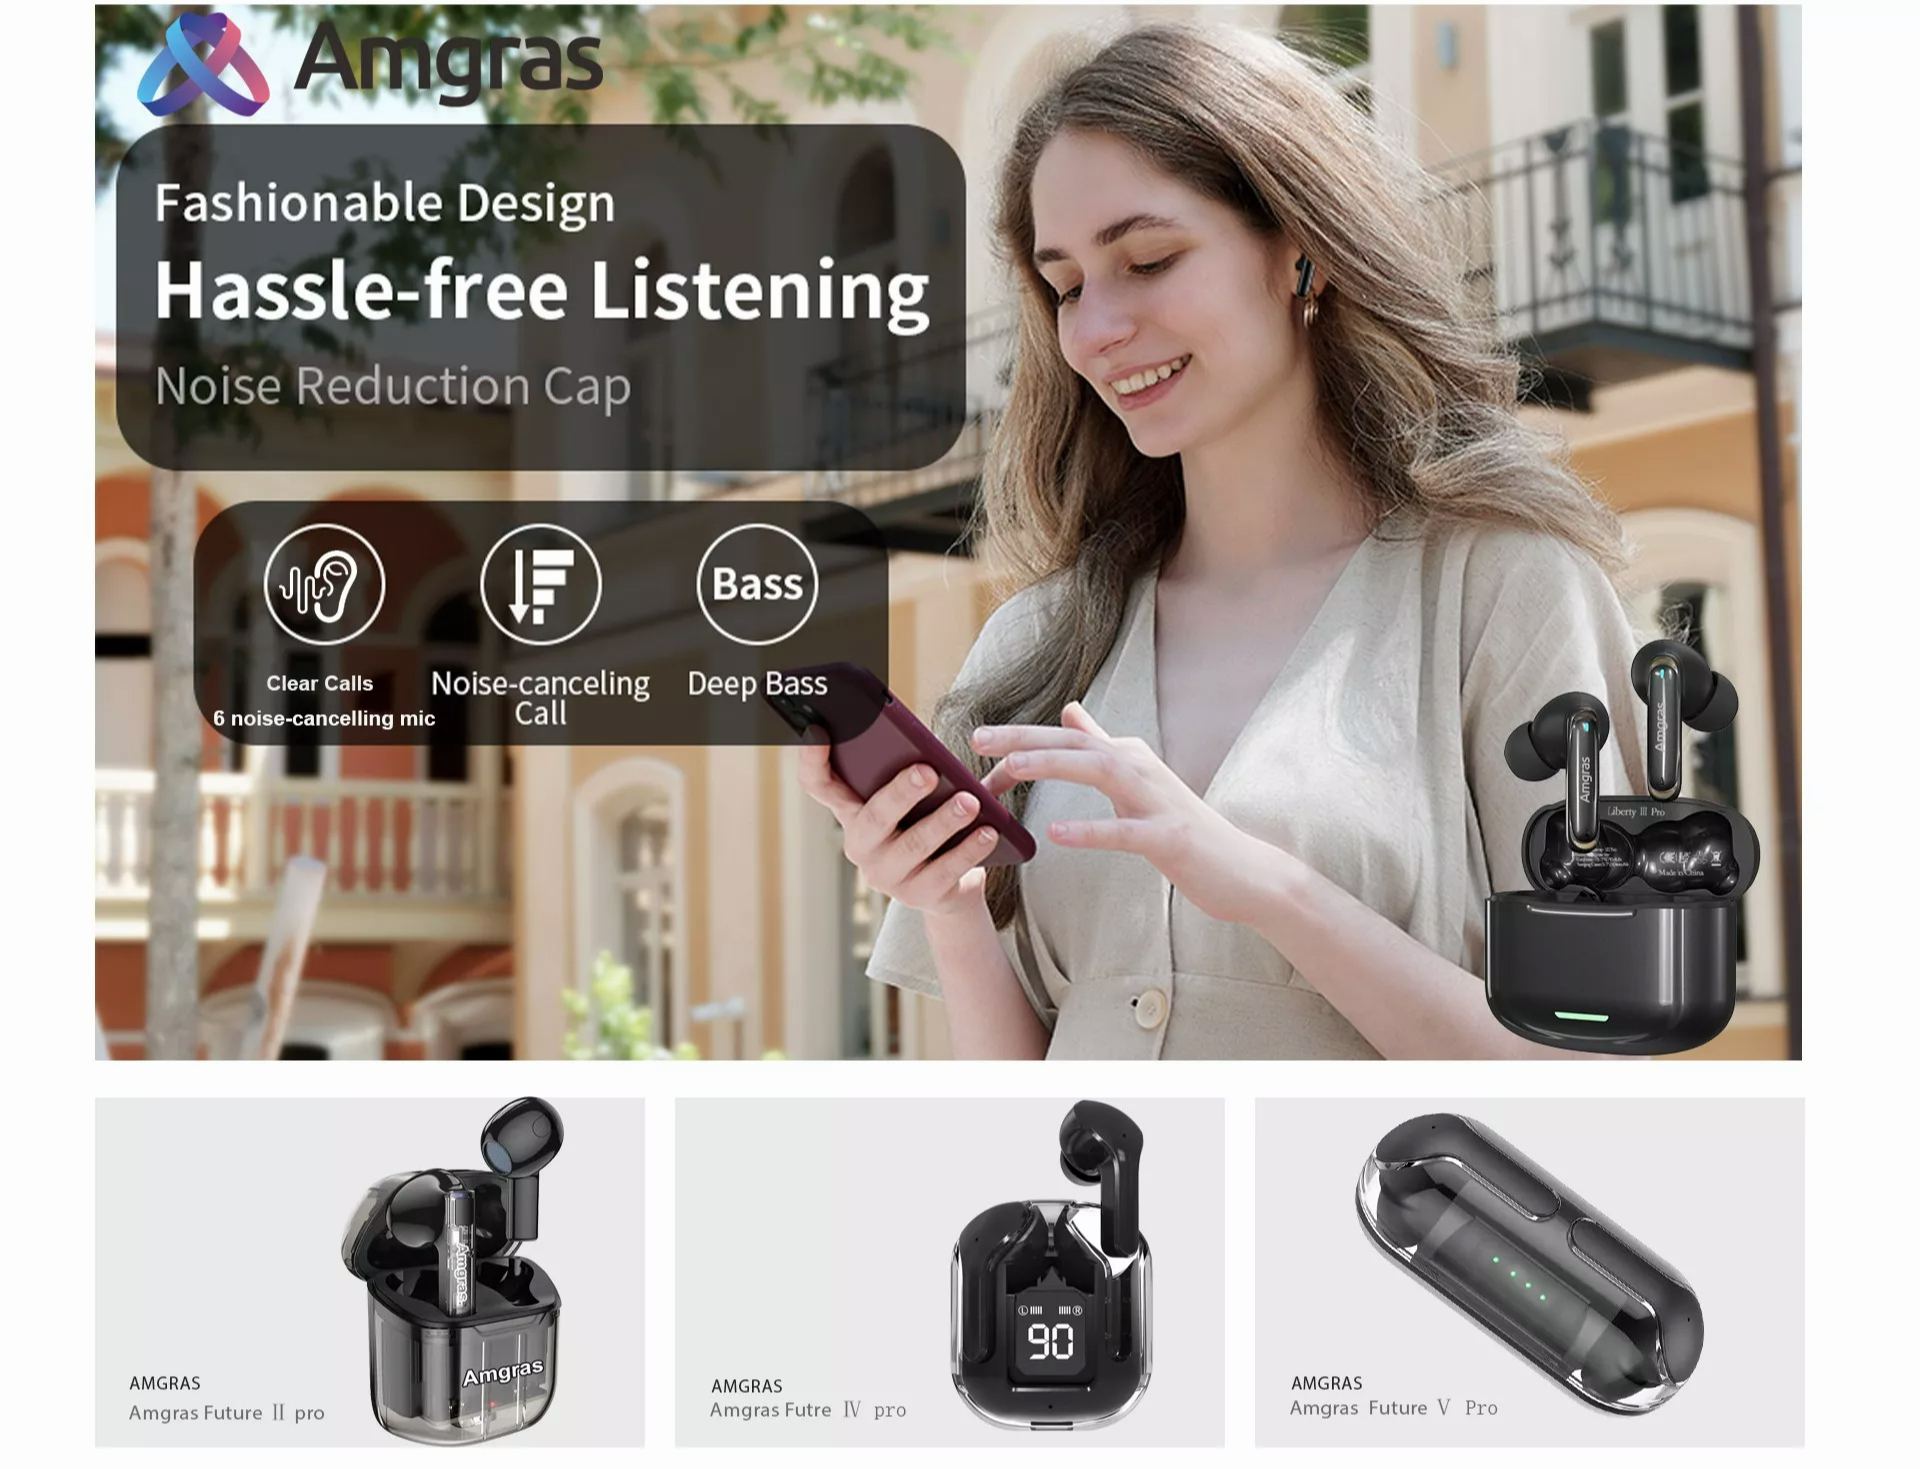 Amgras
Fashionable Design
Hassle-free Listening
Noise Reduction Cap
Bass
Clear Calls
6 noise-cancelling mic
Noise-canceling
Call
Deep Bass
Amgras
Amgras
Liberty III Pro
Made in China
Amgras
Amgras
AMGRAS
Amgras Future II pro
L R
90
AMGRAS
Amgras Futre IV pro
AMGRAS
Amgras Future V Pro